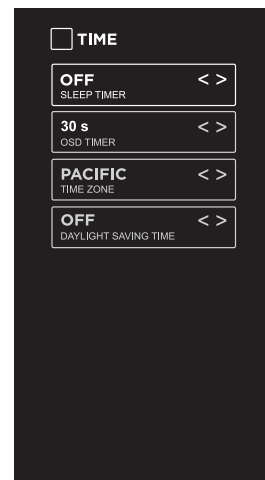 TIME
OFF < >
SLEEP TIMER
30 s < >
OSD TIMER
PACIFIC < >
TIME ZONE
OFF < >
DAYLIGHT SAVING TIME